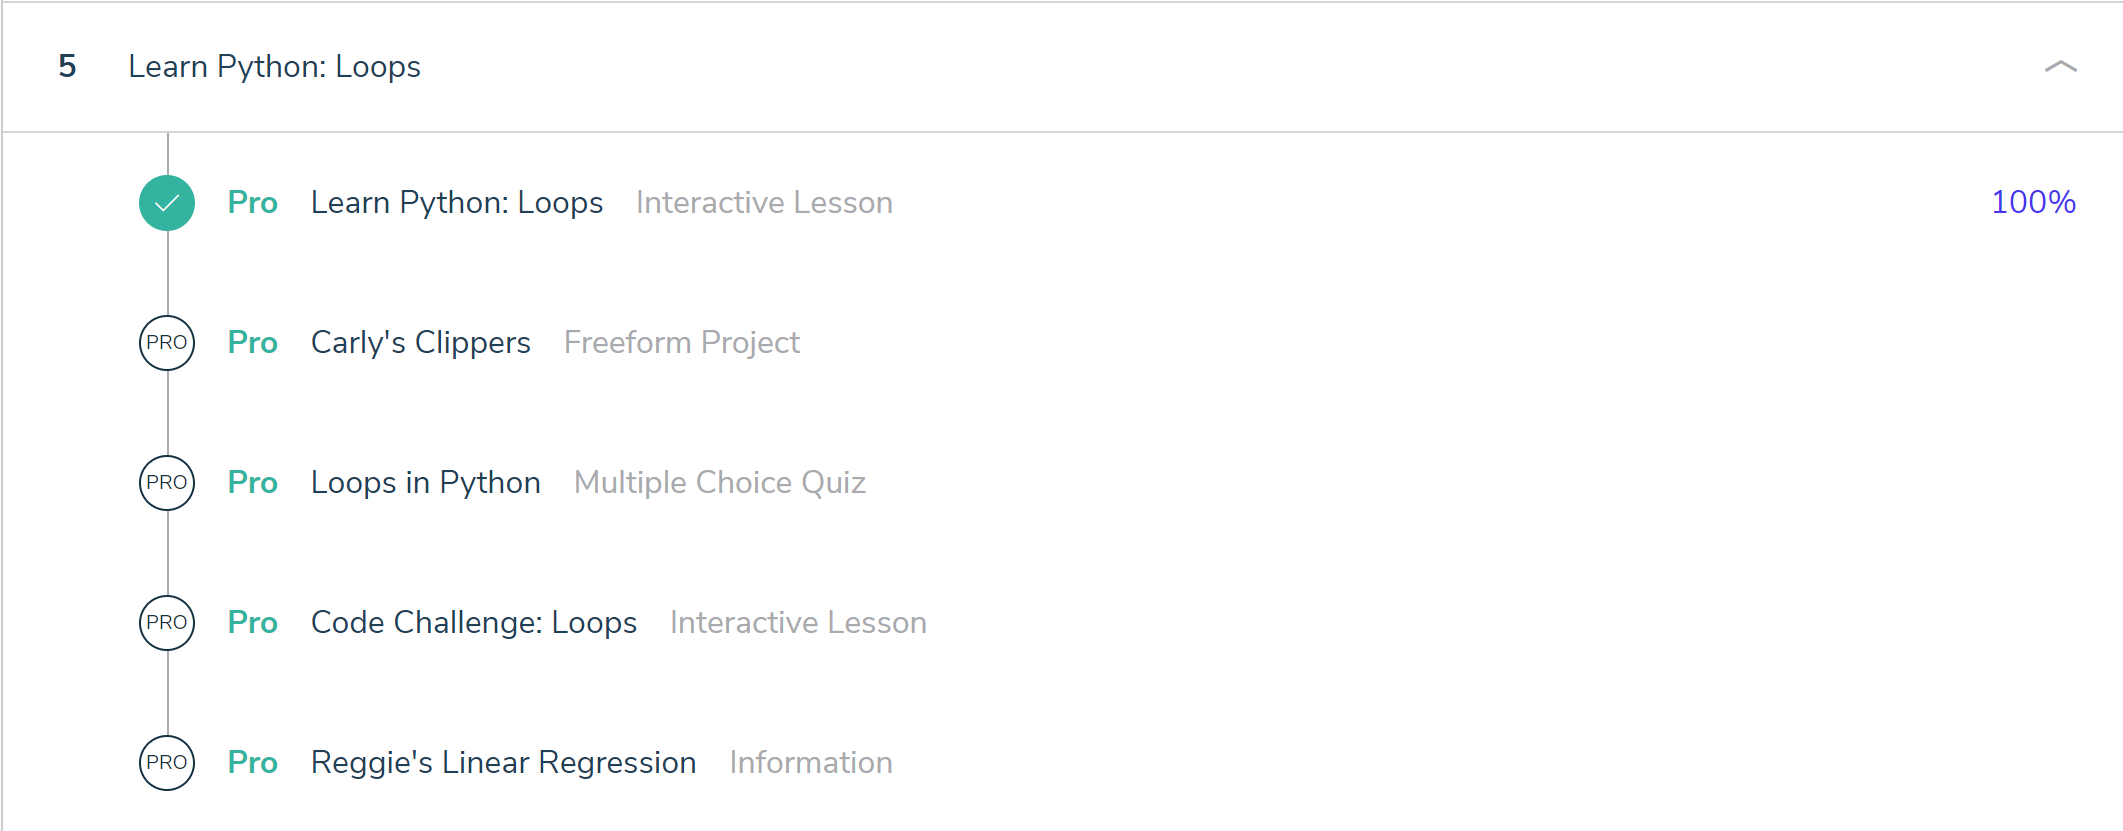 5 Learn Python: Loops
Pro Learn Python: Loops Interactive Lesson 100%
PRO Pro Carly's Clippers Freeform Project
PRO Pro Loops in Python Multiple Choice Quiz
PRO Pro Code Challenge: Loops Interactive Lesson
PRO Pro Reggie's Linear Regression Information